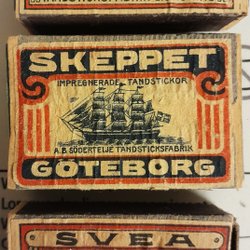 SKEPPET
IMPREGNERADE TÄNDSTICKOR
A.B. SÖDERTELJE TÄNDSTICKSFABRIK
GÖTEBORG
SVEA